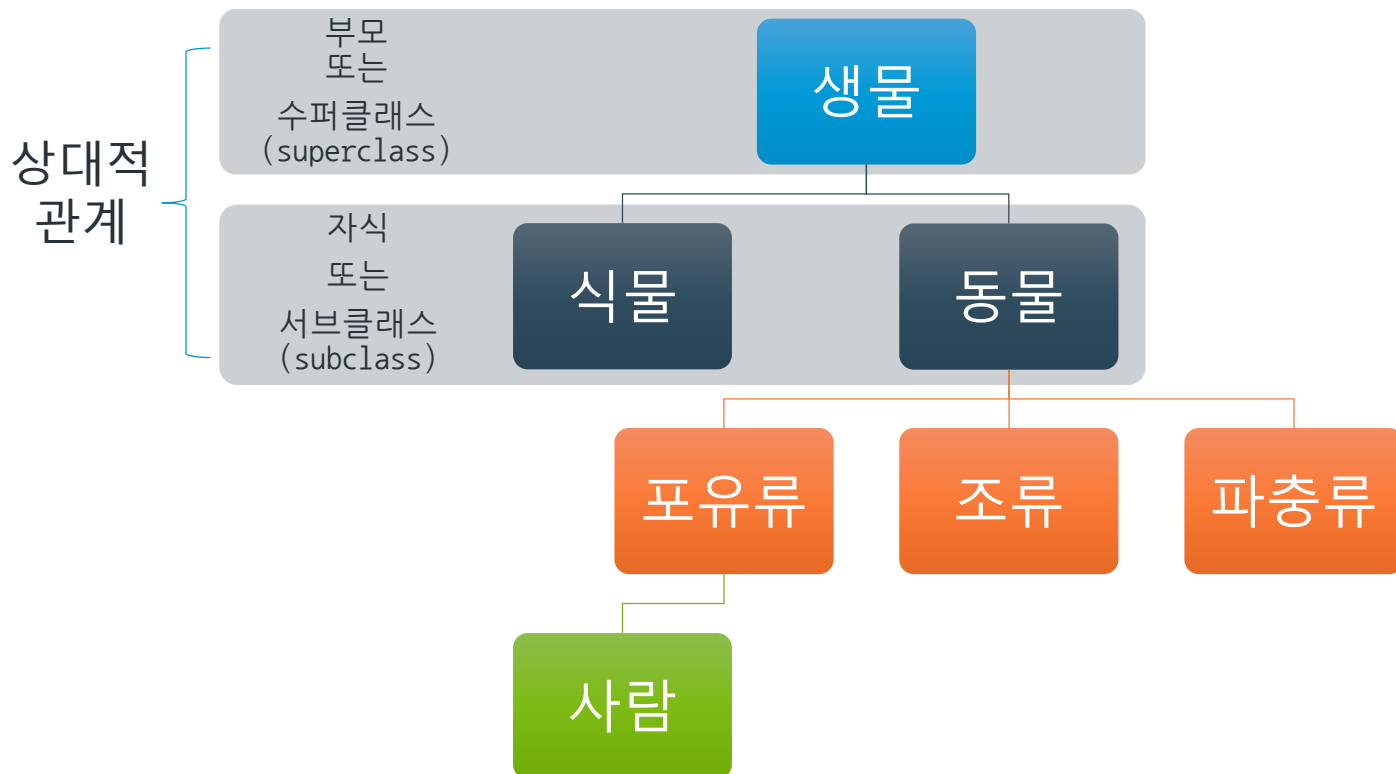 상대적
관계
부모
또는
수퍼클래스
(superclass)
생물
자식
또는
서브클래스
(subclass)
식물
동물
포유류
조류
파충류
사람